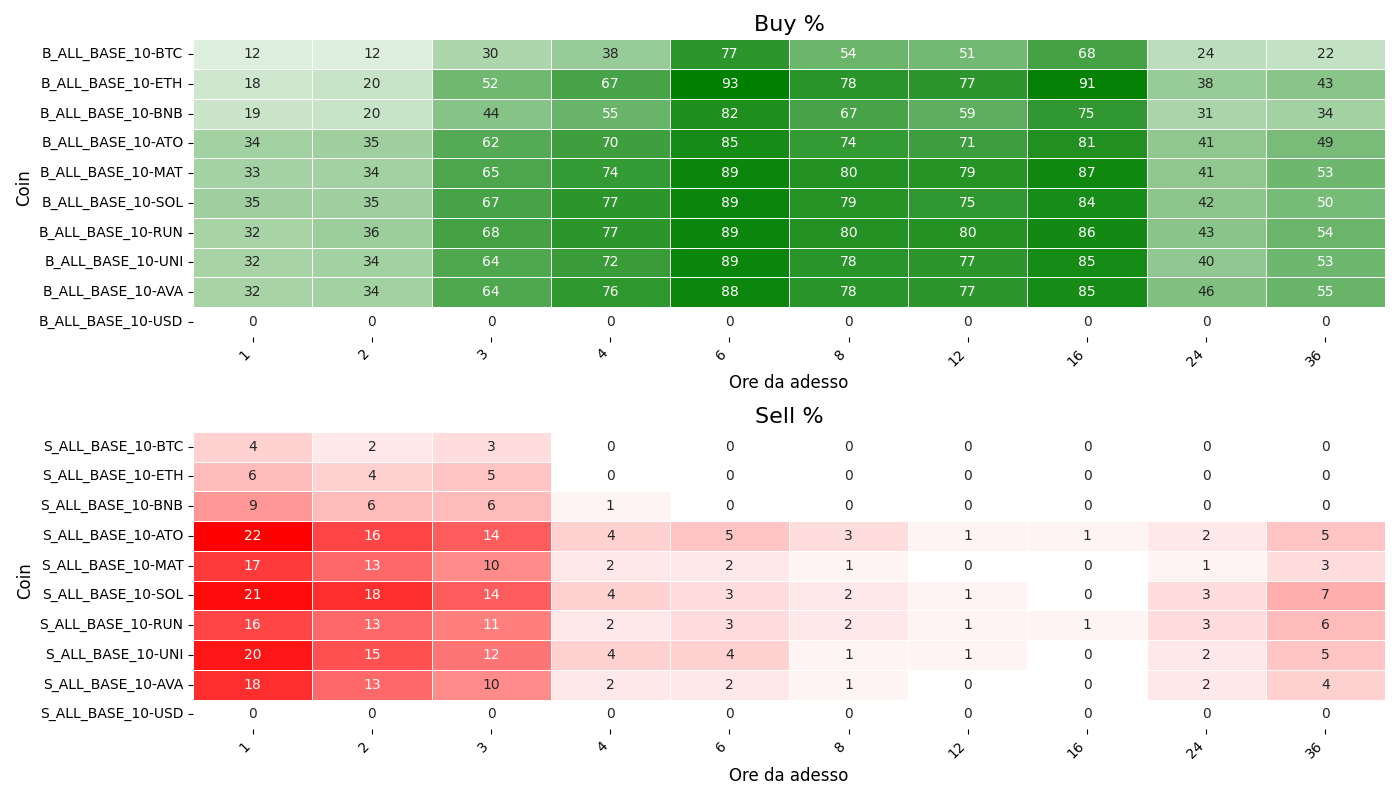 Buy %
Coin
B_ALL_BASE_10-BTC 12 12 30 38 77 54 51 68 24 22
B_ALL_BASE_10-ETH 18 20 52 67 93 78 77 91 38 43
B_ALL_BASE_10-BNB 19 20 44 55 82 67 59 75 31 34
B_ALL_BASE_10-ATO 34 35 62 70 85 74 71 81 41 49
B_ALL_BASE_10-MAT 33 34 65 74 89 80 79 87 41 53
B_ALL_BASE_10-SOL 35 35 67 77 89 79 75 84 42 50
B_ALL_BASE_10-RUN 32 36 68 77 89 80 80 86 43 54
B_ALL_BASE_10-UNI 32 34 64 72 89 78 77 85 40 53
B_ALL_BASE_10-AVA 32 34 64 76 88 78 77 85 46 55
B_ALL_BASE_10-USD 0 0 0 0 0 0 0 0 0 0
1 2 3 4 6 8 12 16 24 36
Ore da adesso
Sell %
Coin
S_ALL_BASE_10-BTC 4 2 3 0 0 0 0 0 0 0
S_ALL_BASE_10-ETH 6 4 5 0 0 0 0 0 0 0
S_ALL_BASE_10-BNB 9 6 6 1 0 0 0 0 0 0
S_ALL_BASE_10-ATO 22 16 14 4 5 3 1 1 2 5
S_ALL_BASE_10-MAT 17 13 10 2 2 1 0 0 1 3
S_ALL_BASE_10-SOL 21 18 14 4 3 2 1 0 3 7
S_ALL_BASE_10-RUN 16 13 11 2 3 2 1 1 3 6
S_ALL_BASE_10-UNI 20 15 12 4 4 1 1 0 2 5
S_ALL_BASE_10-AVA 18 13 10 2 2 1 0 0 2 4
S_ALL_BASE_10-USD 0 0 0 0 0 0 0 0 0 0
1 2 3 4 6 8 12 16 24 36
Ore da adesso